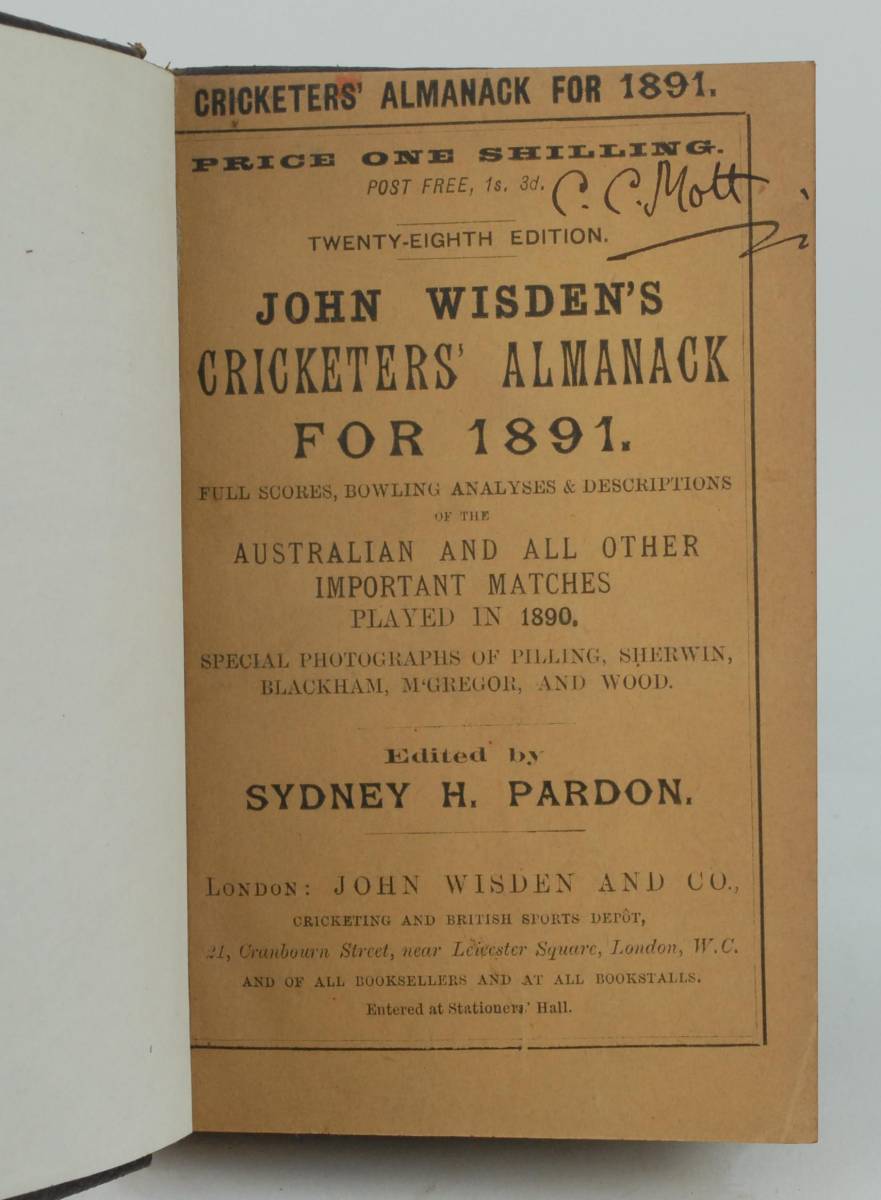 CRICKETERS' ALMANACK FOR 1891.
PRICE ONE SHILLING.
POST FREE, 1s. 3d.
C. C. Mott
TWENTY-EIGHTH EDITION.
JOHN WISDEN'S
CRICKETERS' ALMANACK
FOR 1891.
FULL SCORES, BOWLING ANALYSES & DESCRIPTIONS
OF THE
AUSTRALIAN AND ALL OTHER
IMPORTANT MATCHES
PLAYED IN 1890.
SPECIAL PHOTOGRAPHS OF PILLING, SHERWIN,
BLACKHAM, M'GREGOR, AND WOOD.
Edited by
SYDNEY H. PARDON.
LONDON: JOHN WISDEN AND CO.,
CRICKETING AND BRITISH SPORTS DEPÔT,
21, Cranbourn Street, near Leicester Square, London, W.C.
AND OF ALL BOOKSELLERS AND AT ALL BOOKSTALLS.
Entered at Stationers' Hall.